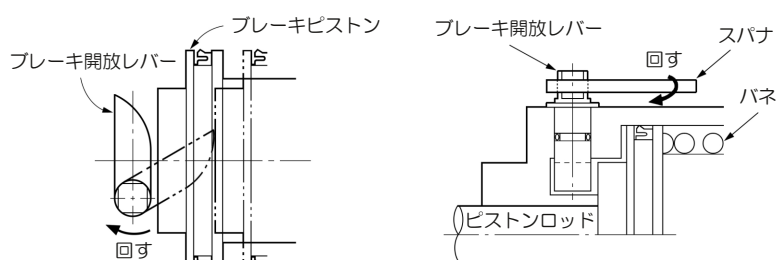 ブレーキピストン
ブレーキ開放レバー
回す
ブレーキ開放レバー
スパナ
回す
バネ
ピストンロッド